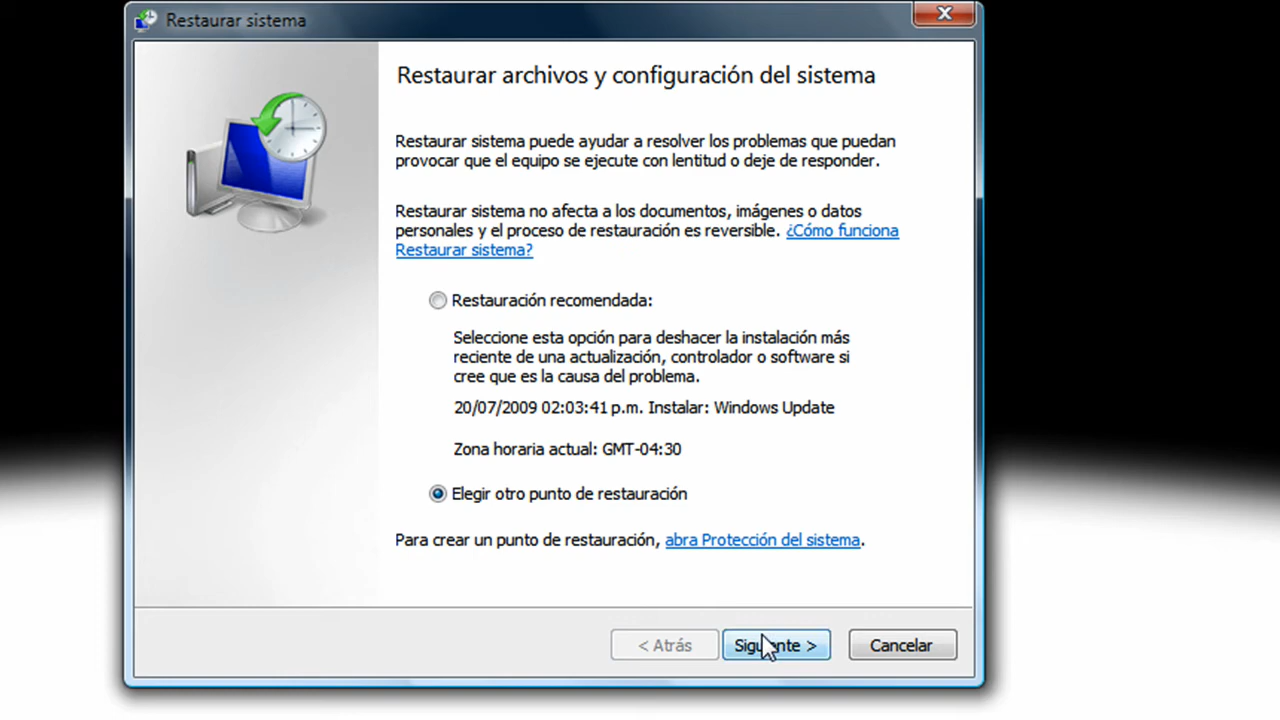 Restaurar sistema
Restaurar archivos y configuración del sistema
Restaurar sistema puede ayudar a resolver los problemas que puedan
provocar que el equipo se ejecute con lentitud o deje de responder.
Restaurar sistema no afecta a los documentos, imágenes o datos
personales y el proceso de restauración es reversible. ¿Cómo funciona
Restaurar sistema?
Restauración recomendada:
Seleccione esta opción para deshacer la instalación más
reciente de una actualización, controlador o software si
cree que es la causa del problema.
20/07/2009 02:03:41 p.m. Instalar: Windows Update
Zona horaria actual: GMT-04:30
Elegir otro punto de restauración
Para crear un punto de restauración, abra Protección del sistema.
< Atrás
Siguiente >
Cancelar